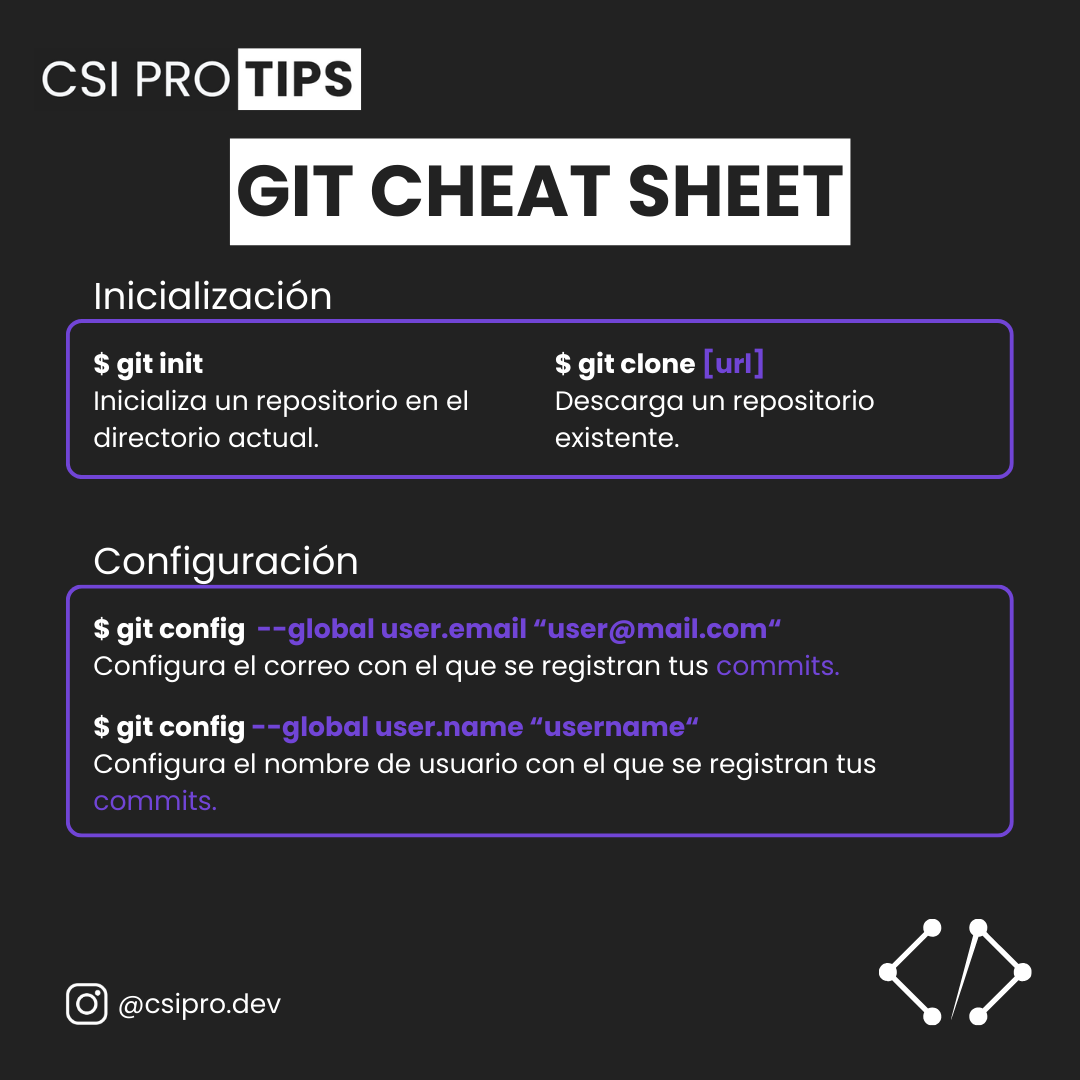 CSI PRO TIPS
GIT CHEAT SHEET
Inicialización
$ git init
Inicializa un repositorio en el
directorio actual.
$ git clone [url]
Descarga un repositorio
existente.
Configuración
$ git config --global user.email “user@mail.com“
Configura el correo con el que se registran tus commits.
$ git config --global user.name “username“
Configura el nombre de usuario con el que se registran tus
commits.
@csipro.dev